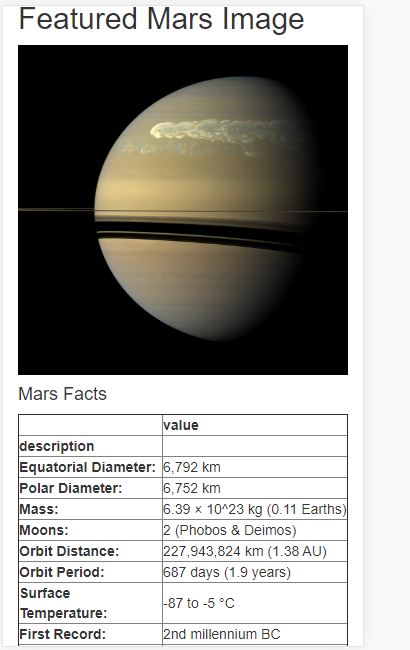 Featured Mars Image
Mars Facts
value
description
Equatorial Diameter: 6,792 km
Polar Diameter: 6,752 km
Mass: 6.39 × 10^23 kg (0.11 Earths)
Moons: 2 (Phobos & Deimos)
Orbit Distance: 227,943,824 km (1.38 AU)
Orbit Period: 687 days (1.9 years)
Surface
Temperature: -87 to -5 °C
First Record: 2nd millennium BC